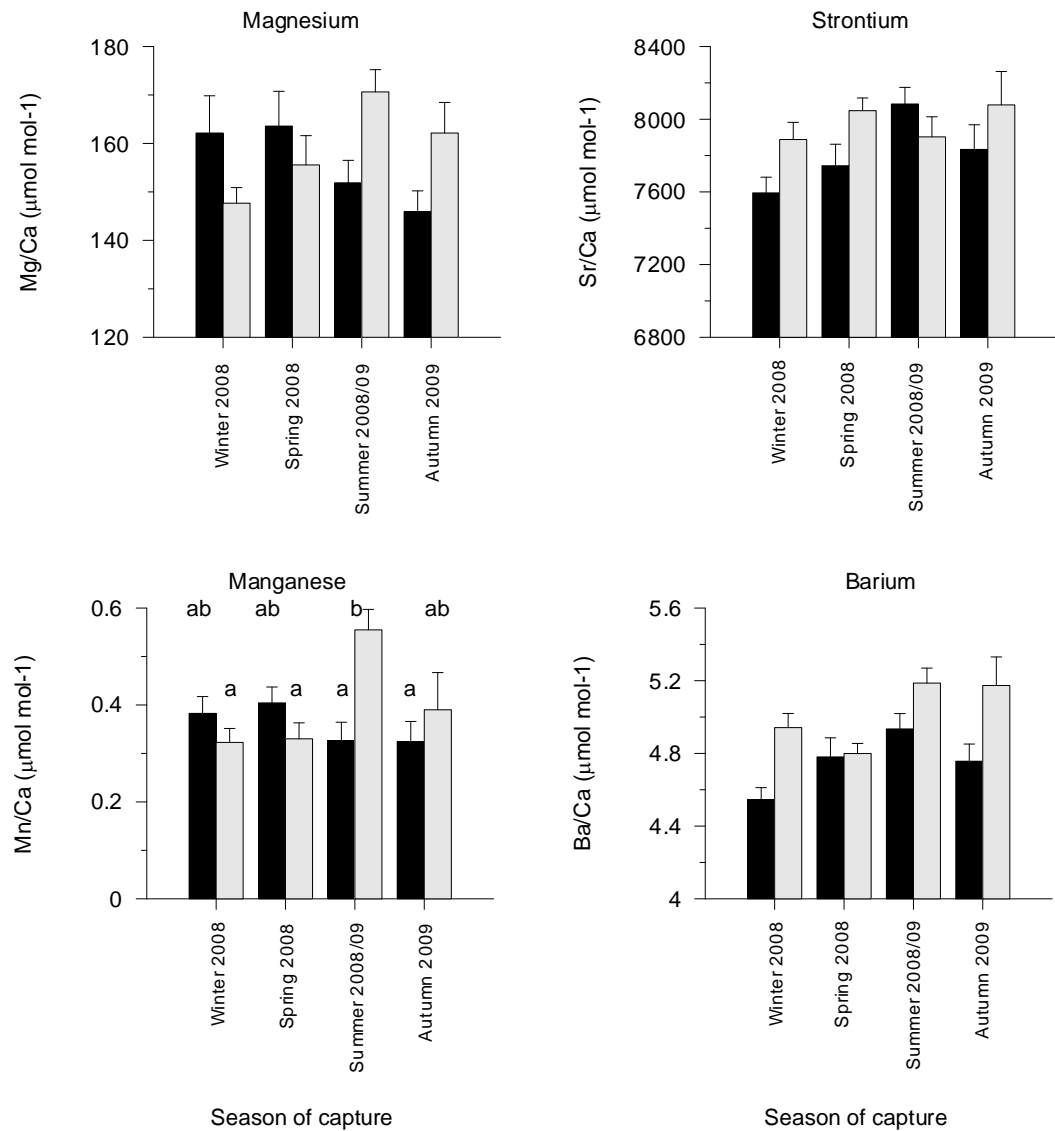 Magnesium
Mg/Ca (μmol mol-1)
180
160
140
120
Winter 2008
Spring 2008
Summer 2008/09
Autumn 2009
Strontium
Sr/Ca (μmol mol-1)
8400
8000
7600
7200
6800
Winter 2008
Spring 2008
Summer 2008/09
Autumn 2009
Manganese
Mn/Ca (μmol mol-1)
0.6
0.4
0.2
0
ab ab b ab
a a a a
Winter 2008
Spring 2008
Summer 2008/09
Autumn 2009
Season of capture
Barium
Ba/Ca (μmol mol-1)
5.6
5.2
4.8
4.4
4
Winter 2008
Spring 2008
Summer 2008/09
Autumn 2009
Season of capture